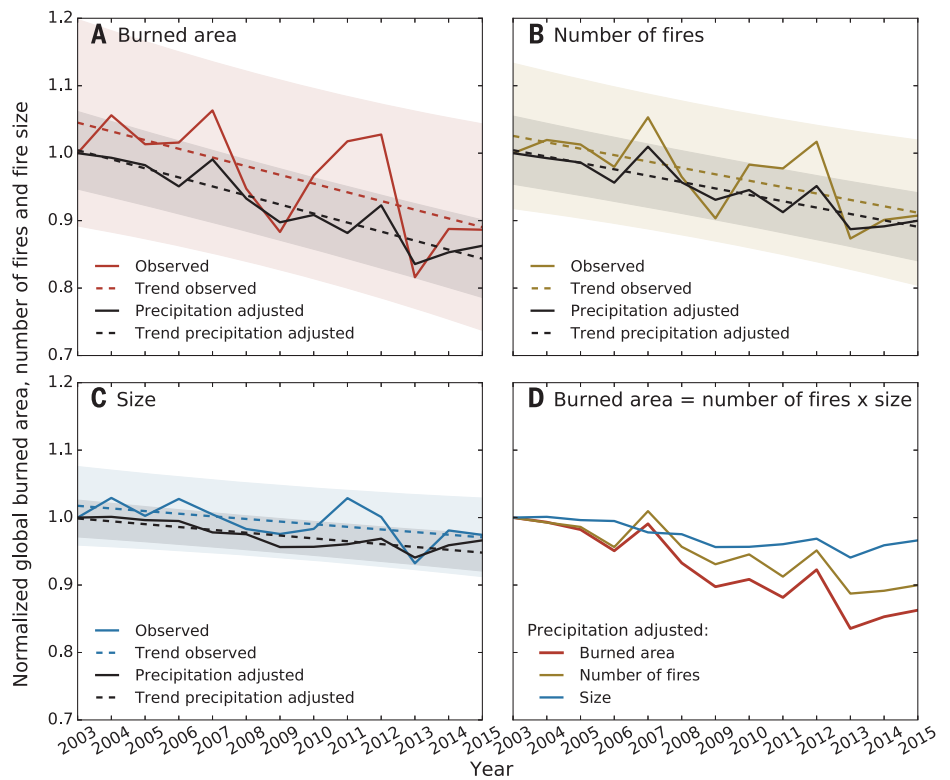 Normalized global burned area, number of fires and fire size
1.2
1.1
1.0
0.9
0.8
0.7
A Burned area
Observed
Trend observed
Precipitation adjusted
Trend precipitation adjusted
B Number of fires
Observed
Trend observed
Precipitation adjusted
Trend precipitation adjusted
1.2
1.1
1.0
0.9
0.8
0.7
C Size
Observed
Trend observed
Precipitation adjusted
Trend precipitation adjusted
D Burned area = number of fires x size
Precipitation adjusted:
Burned area
Number of fires
Size
2003 2004 2005 2006 2007 2008 2009 2010 2011 2012 2013 2014 2015
2003 2004 2005 2006 2007 2008 2009 2010 2011 2012 2013 2014 2015
Year